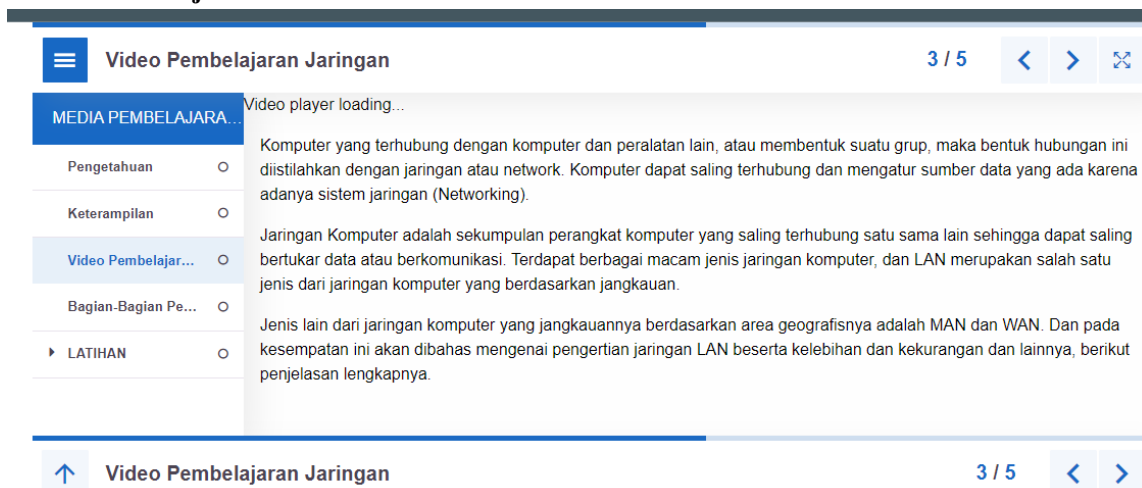 Video Pembelajaran Jaringan
3 / 5
MEDIA PEMBELAJARA...
Pengetahuan
Keterampilan
Video Pembelajar...
Bagian-Bagian Pe...
LATIHAN
Video player loading...
Komputer yang terhubung dengan komputer dan peralatan lain, atau membentuk suatu grup, maka bentuk hubungan ini
diistilahkan dengan jaringan atau network. Komputer dapat saling terhubung dan mengatur sumber data yang ada karena
adanya sistem jaringan (Networking).
Jaringan Komputer adalah sekumpulan perangkat komputer yang saling terhubung satu sama lain sehingga dapat saling
bertukar data atau berkomunikasi. Terdapat berbagai macam jenis jaringan komputer, dan LAN merupakan salah satu
jenis dari jaringan komputer yang berdasarkan jangkauan.
Jenis lain dari jaringan komputer yang jangkauannya berdasarkan area geografisnya adalah MAN dan WAN. Dan pada
kesempatan ini akan dibahas mengenai pengertian jaringan LAN beserta kelebihan dan kekurangan dan lainnya, berikut
penjelasan lengkapnya.
Video Pembelajaran Jaringan
3 / 5